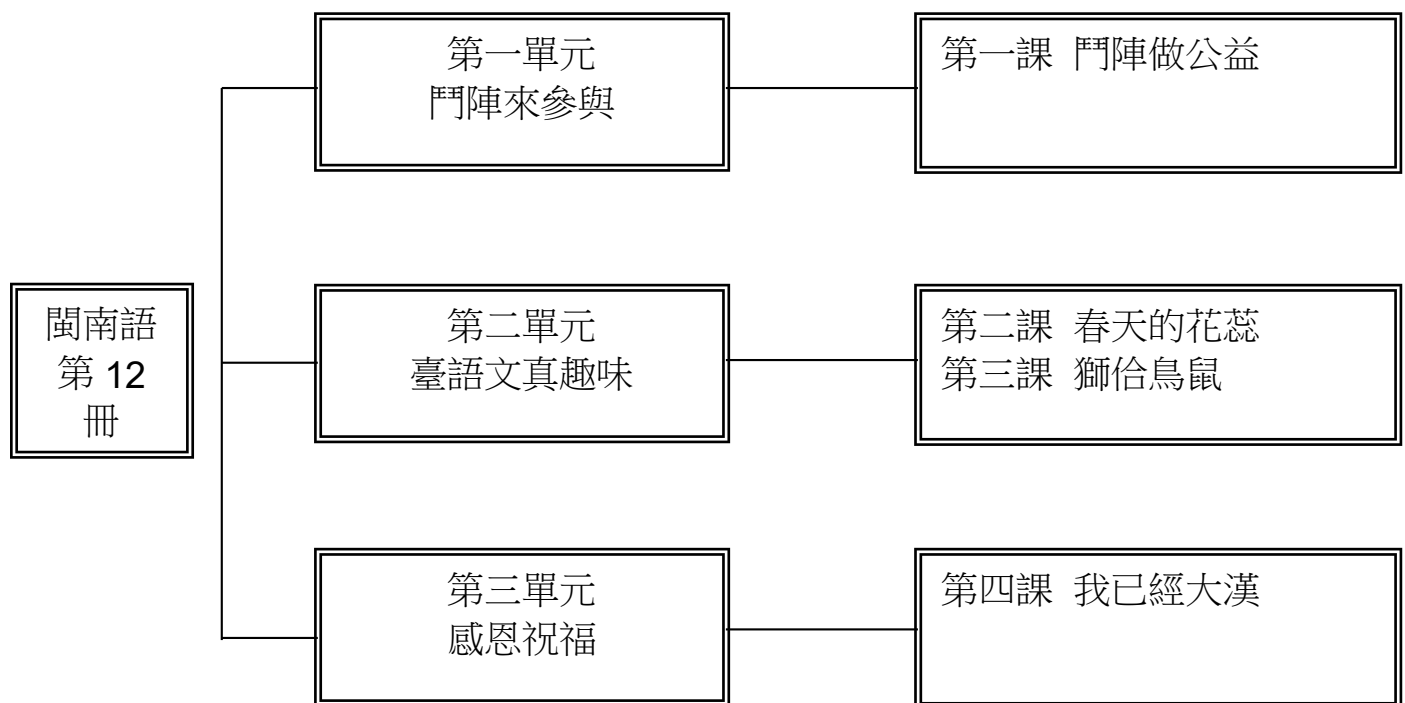 第一單元
鬥陣來參與
第一課 鬥陣做公益
閩南語
第 12
冊
第二單元
臺語文真趣味
第二課 春天的花蕊
第三課 獅佮鳥鼠
第三單元
感恩祝福
第四課 我已經大漢